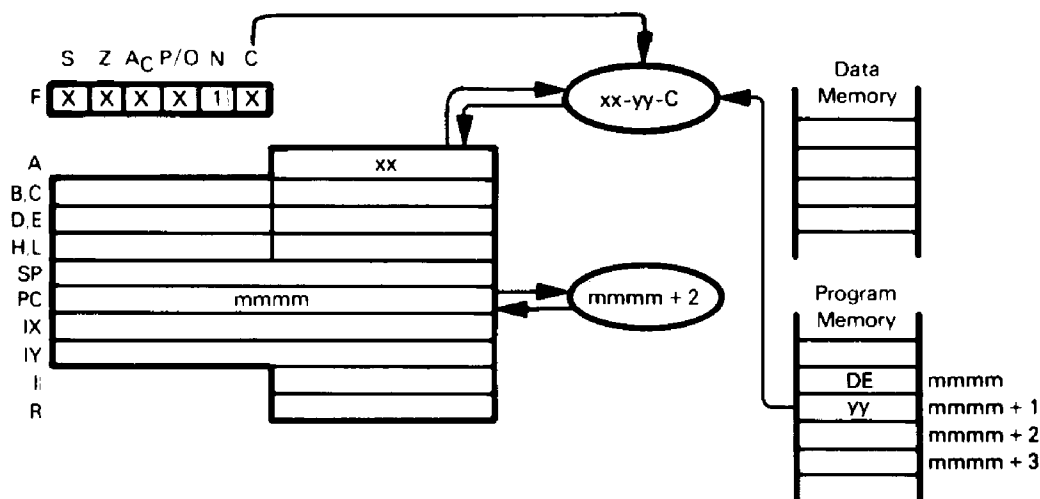 S Z AC P/O N C
F X X X X 1 X
xx-yy-C
Data
Memory
A xx
B,C
D,E
H,L
SP
PC mmmm
mmmm + 2
IX
IY
I
R
Program
Memory
DE mmmm
yy mmmm + 1
mmmm + 2
mmmm + 3